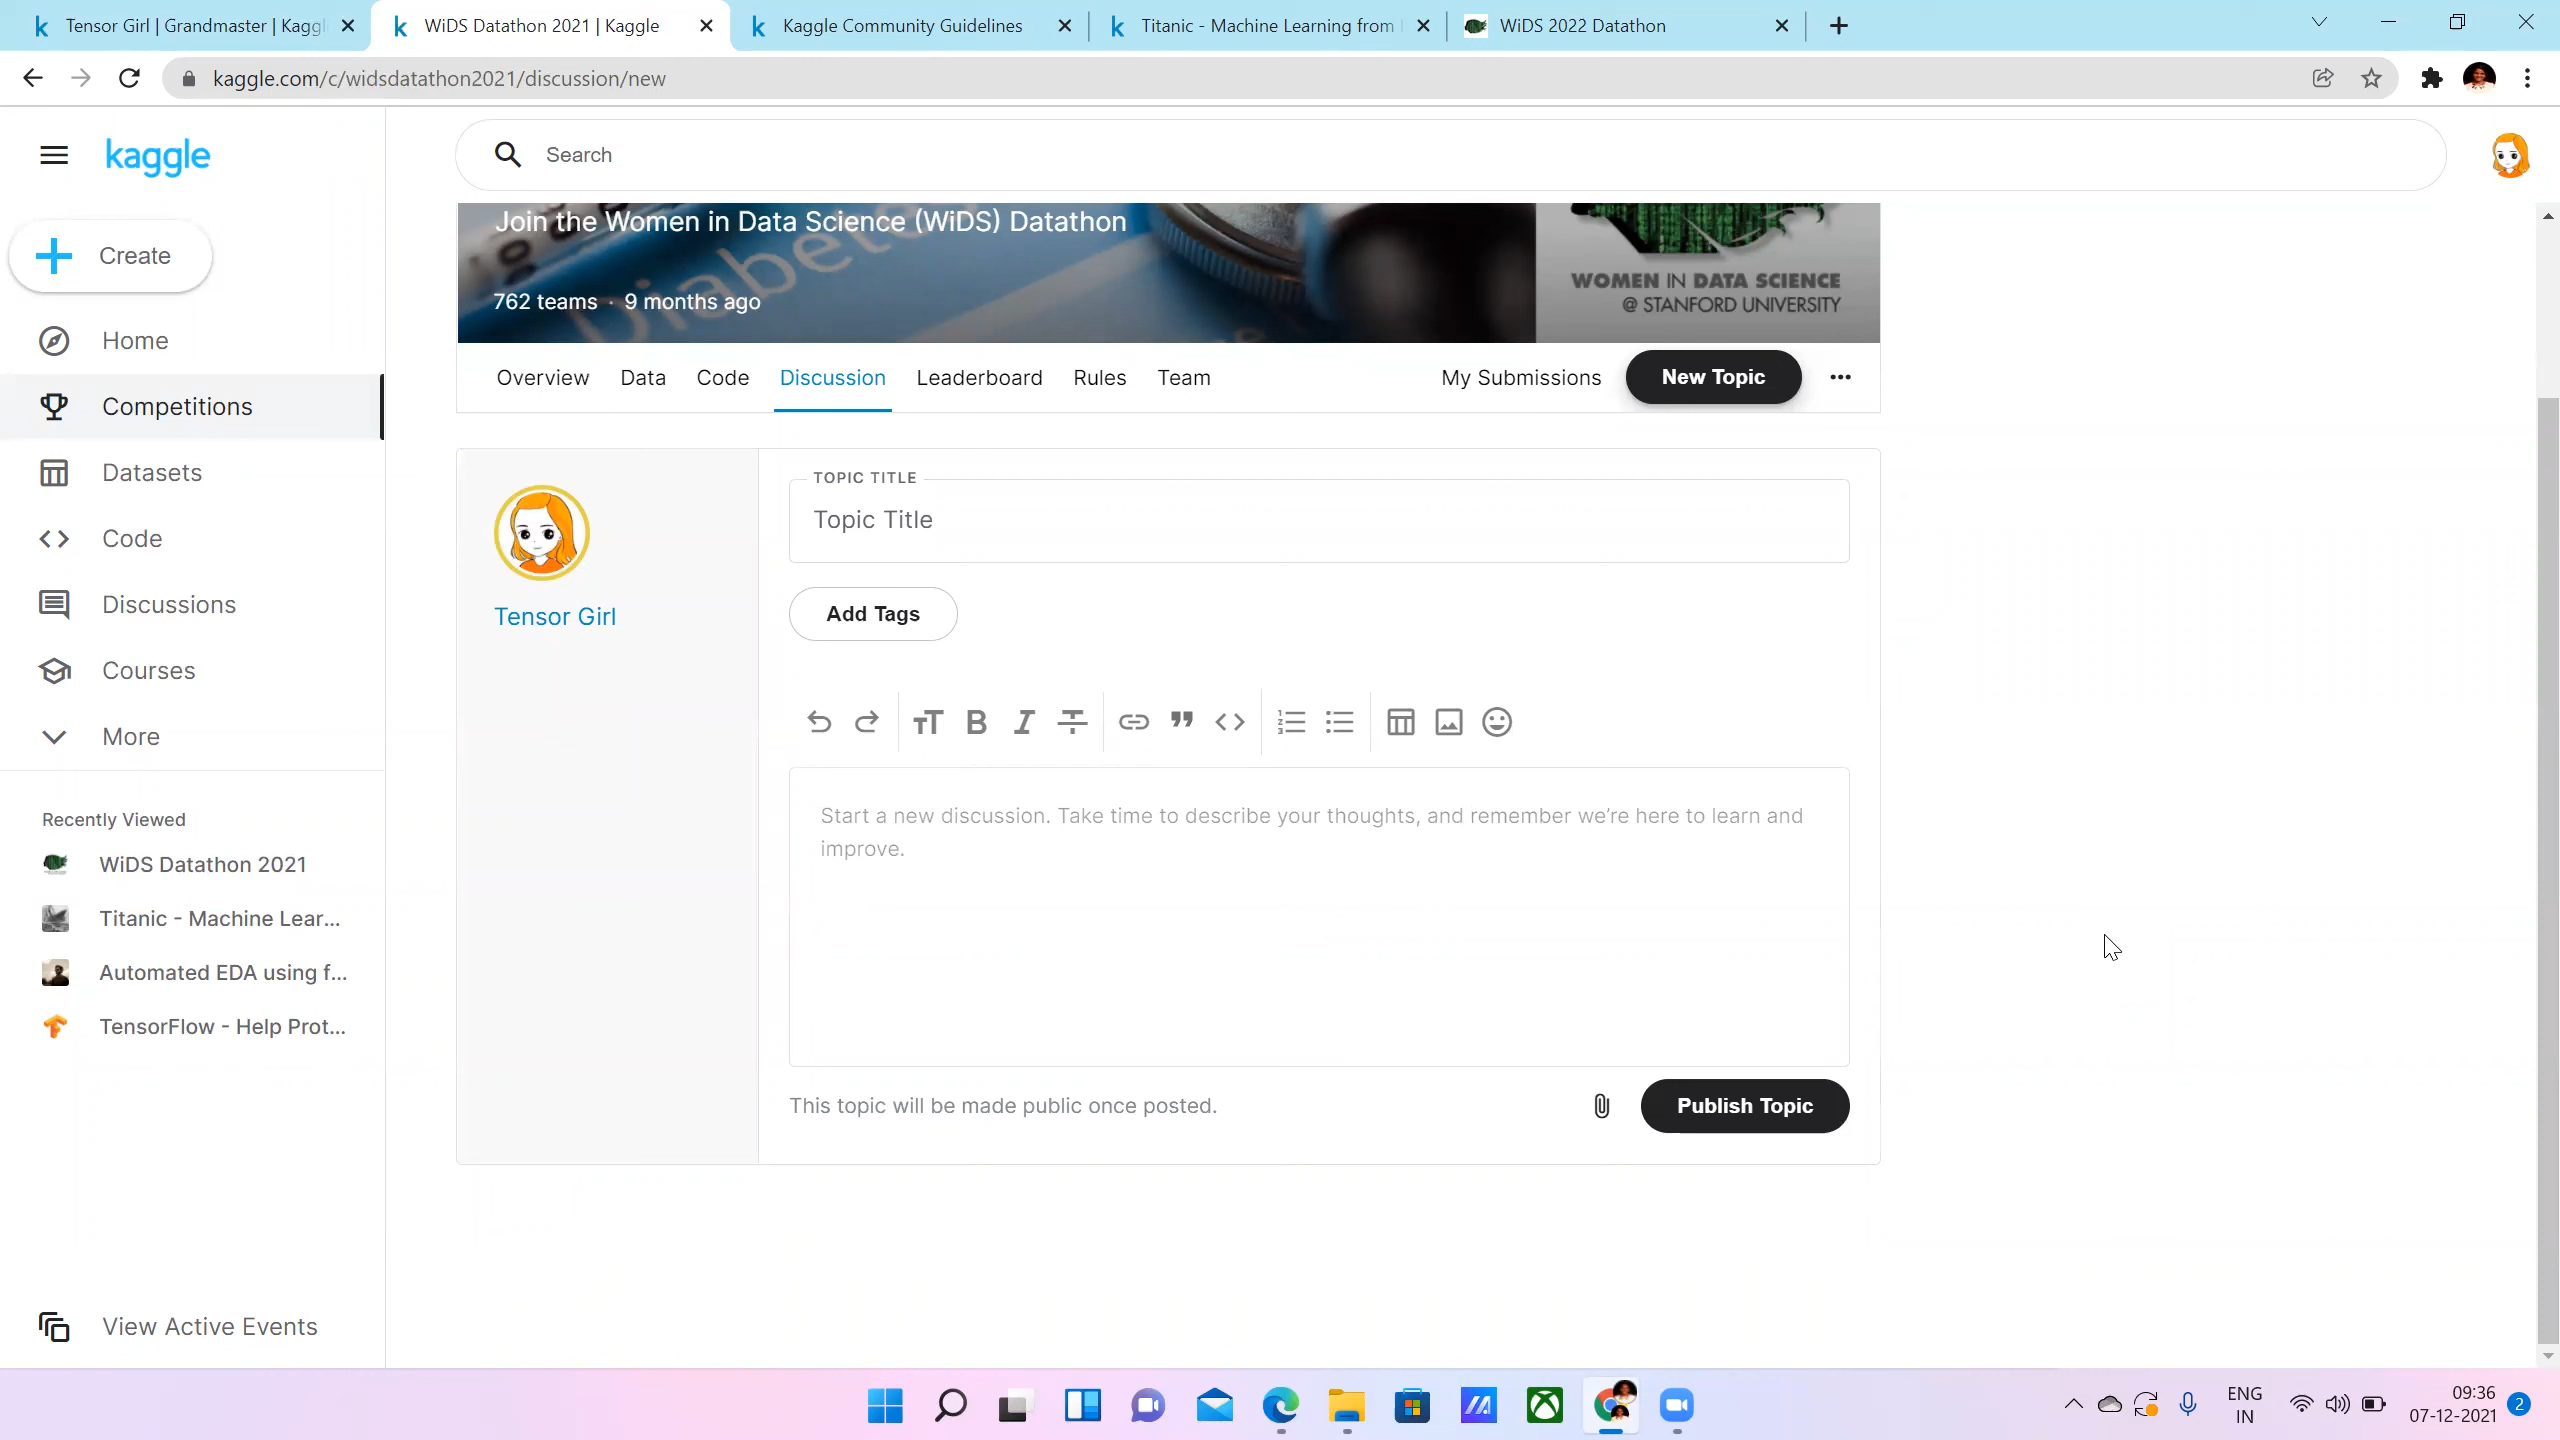 Tensor Girl | Grandmaster | Kaggl
WiDS Datathon 2021 | Kaggle
Kaggle Community Guidelines
Titanic - Machine Learning from
WiDS 2022 Datathon
kaggle.com/c/widsdatathon2021/discussion/new
kaggle
Search
Create
Home
Competitions
Datasets
Code
Discussions
Courses
More
Recently Viewed
WiDS Datathon 2021
Titanic - Machine Lear...
Automated EDA using f...
TensorFlow - Help Prot...
View Active Events
Join the Women in Data Science (WiDS) Datathon
Diabete
762 teams · 9 months ago
WOMEN IN DATA SCIENCE
@ STANFORD UNIVERSITY
Overview Data Code Discussion Leaderboard Rules Team My Submissions New Topic
Tensor Girl
TOPIC TITLE
Topic Title
Add Tags
Start a new discussion. Take time to describe your thoughts, and remember we're here to learn and
improve.
This topic will be made public once posted.
Publish Topic
ENG
IN
09:36
07-12-2021
2